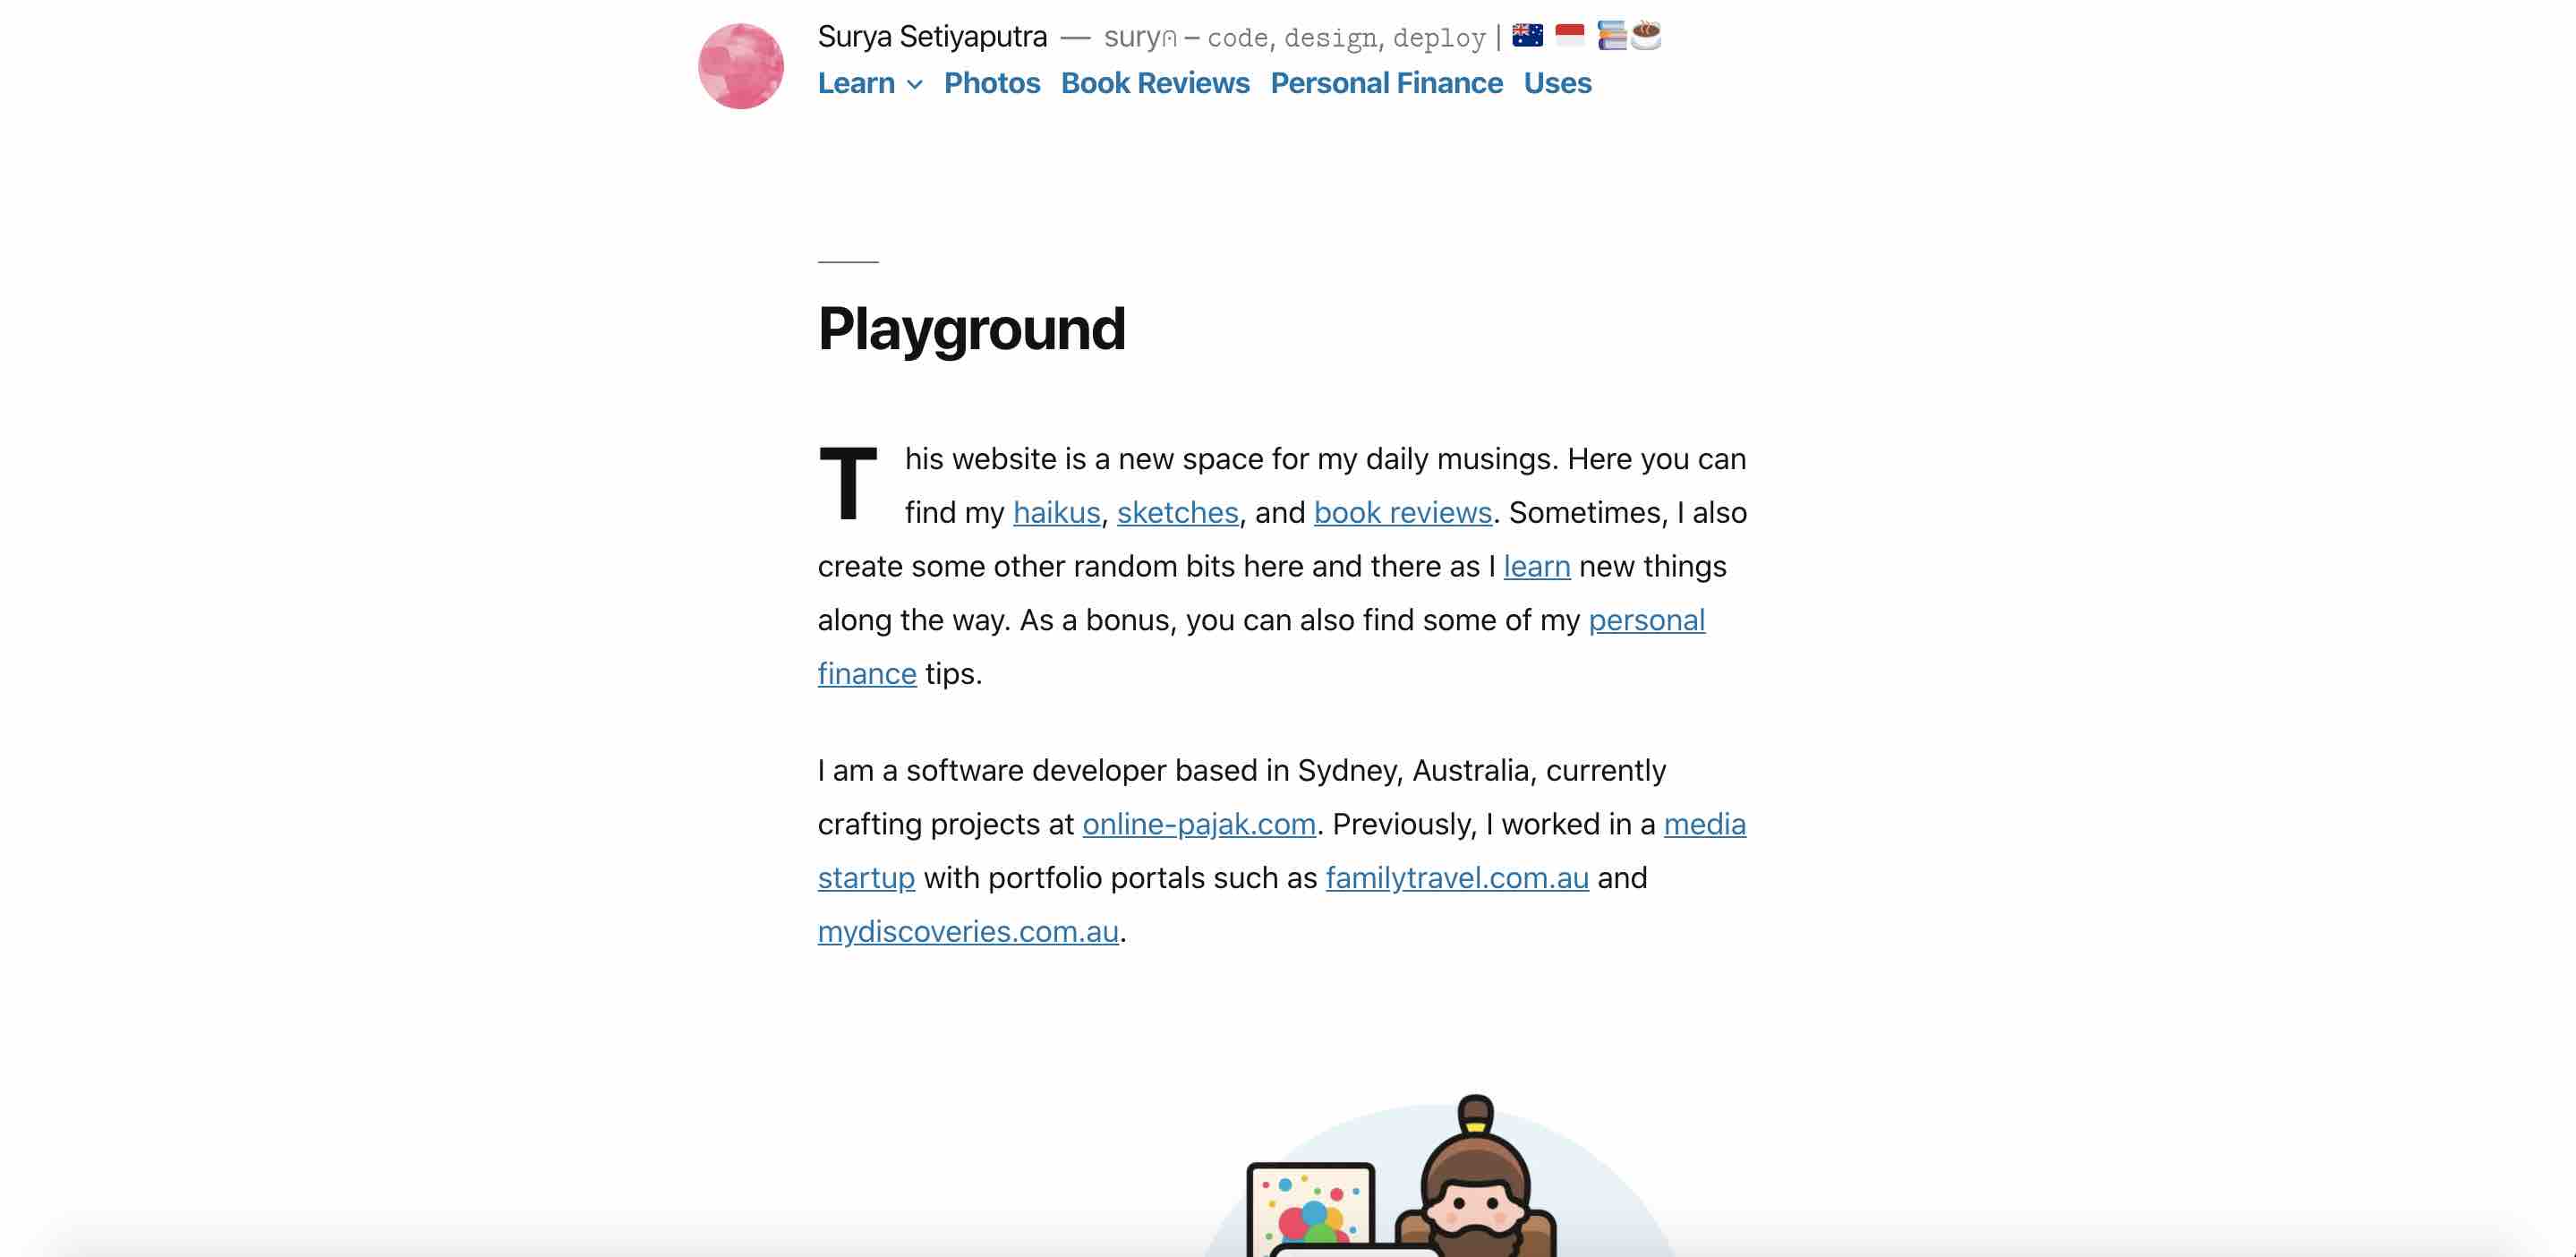 Surya Setiyaputra — suryก – 𝚌𝚘𝚍𝚎, 𝚍𝚎𝚜𝚒𝚐𝚗, 𝚍𝚎𝚙𝚕𝚘𝚢 | 🇦🇺 🇮🇩 📚☕
Learn Photos Book Reviews Personal Finance Uses
Playground
This website is a new space for my daily musings. Here you can
find my haikus, sketches, and book reviews. Sometimes, I also
create some other random bits here and there as I learn new things
along the way. As a bonus, you can also find some of my personal
finance tips.
I am a software developer based in Sydney, Australia, currently
crafting projects at online-pajak.com. Previously, I worked in a media
startup with portfolio portals such as familytravel.com.au and
mydiscoveries.com.au.